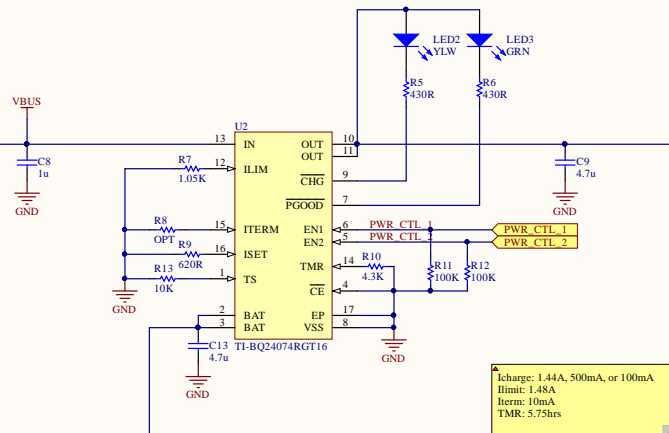 LED2
YLW
LED3
GRN
R5
430R
R6
430R
VBUS
U2
13
IN
OUT
10
OUT
11
C8
1u
GND
R7
1.05K
12
ILIM
CHG
9
C9
4.7u
GND
PGOOD
7
R8
OPT
15
ITERM
EN1
6
PWR_CTL_1
PWR_CTL_1
EN2
5
PWR_CTL_2
PWR_CTL_2
R9
620R
16
ISET
R13
10K
1
TS
TMR
14
R10
4.3K
R11
100K
R12
100K
CE
4
GND
2
BAT
EP
17
3
BAT
VSS
8
C13
4.7u
TI-BQ24074RGT16
GND
GND
Icharge: 1.44A, 500mA, or 100mA
Ilimit: 1.48A
Iterm: 10mA
TMR: 5.75hrs